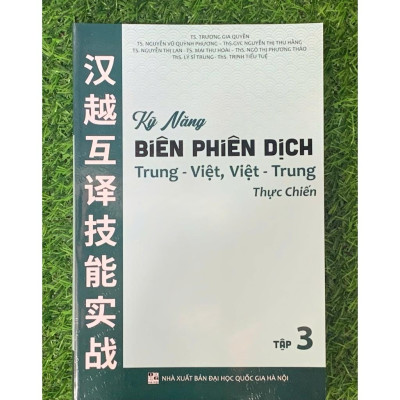 TS. TRƯƠNG GIA QUYỀN
TS. NGUYỄN VŨ QUỲNH PHƯƠNG - THS.GVC NGUYỄN THỊ THU HẰNG
TS. NGUYỄN THỊ LAN - TS. MAI THU HOÀI - THS. NGÔ THỊ PHƯƠNG THẢO
THS. LÝ SĨ TRUNG - THS. TRỊNH TIỂU TUỆ
汉越互译技能实战
Kỹ Năng
BIÊN PHIÊN DỊCH
Trung - Việt, Việt - Trung
Thực Chiến
TẬP 3
NHÀ XUẤT BẢN ĐẠI HỌC QUỐC GIA HÀ NỘI